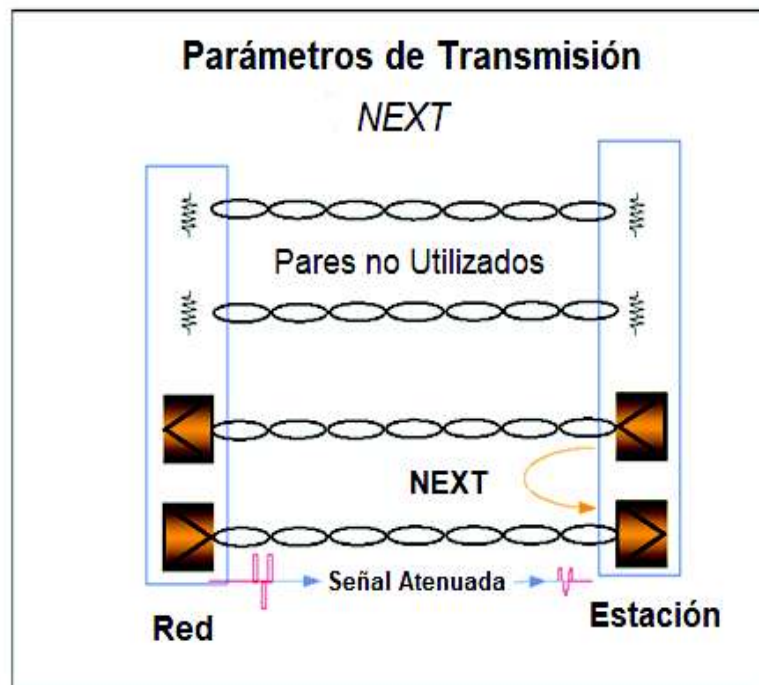 Parámetros de Transmisión
NEXT
Pares no Utilizados
NEXT
Señal Atenuada
Red
Estación